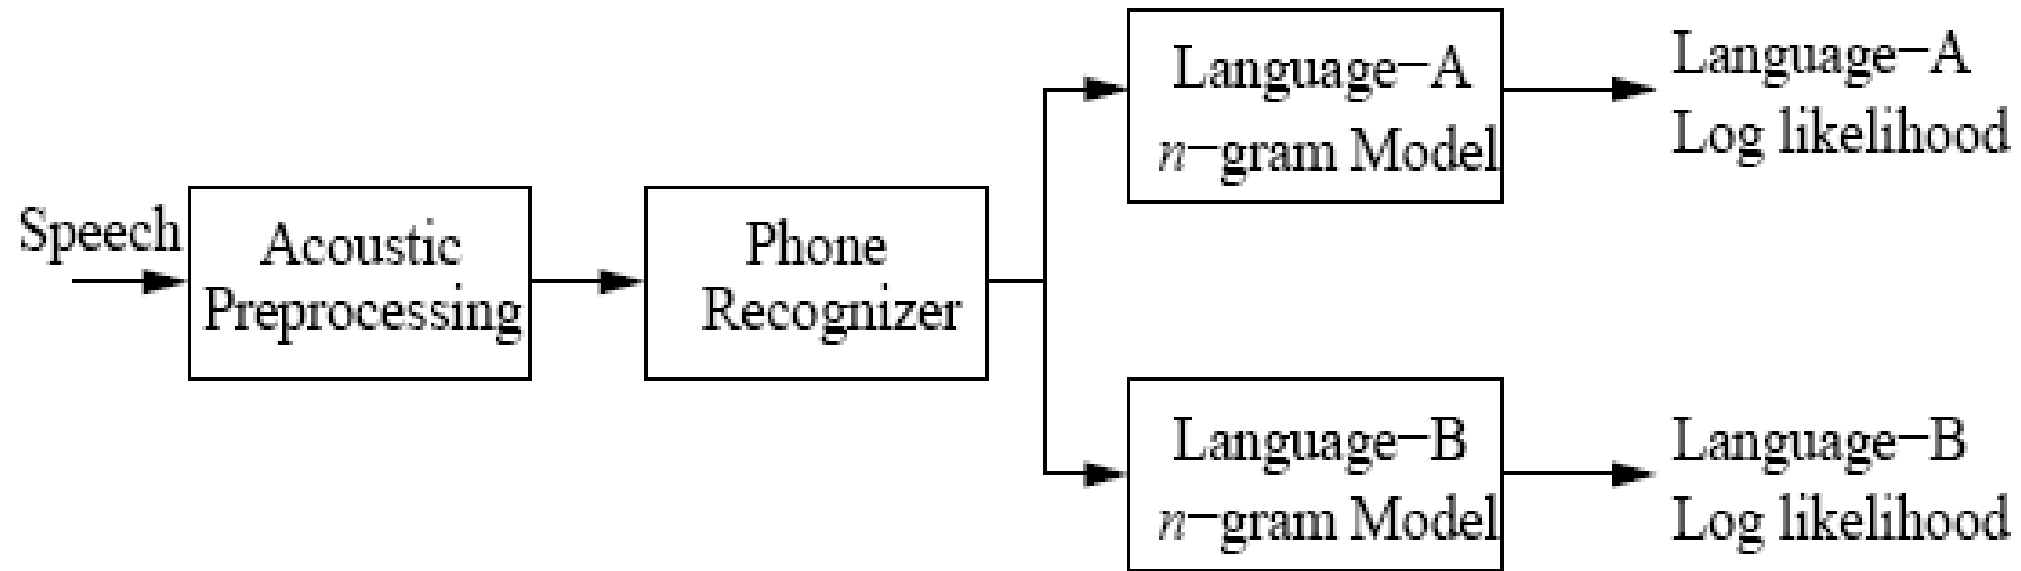 Speech
Acoustic
Preprocessing
Phone
Recognizer
Language–A
n–gram Model
Language–A
Log likelihood
Language–B
n–gram Model
Language–B
Log likelihood